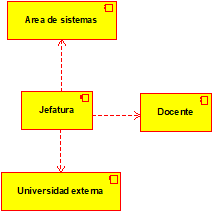 Area de sistemas
Jefatura
Docente
Universidad externa